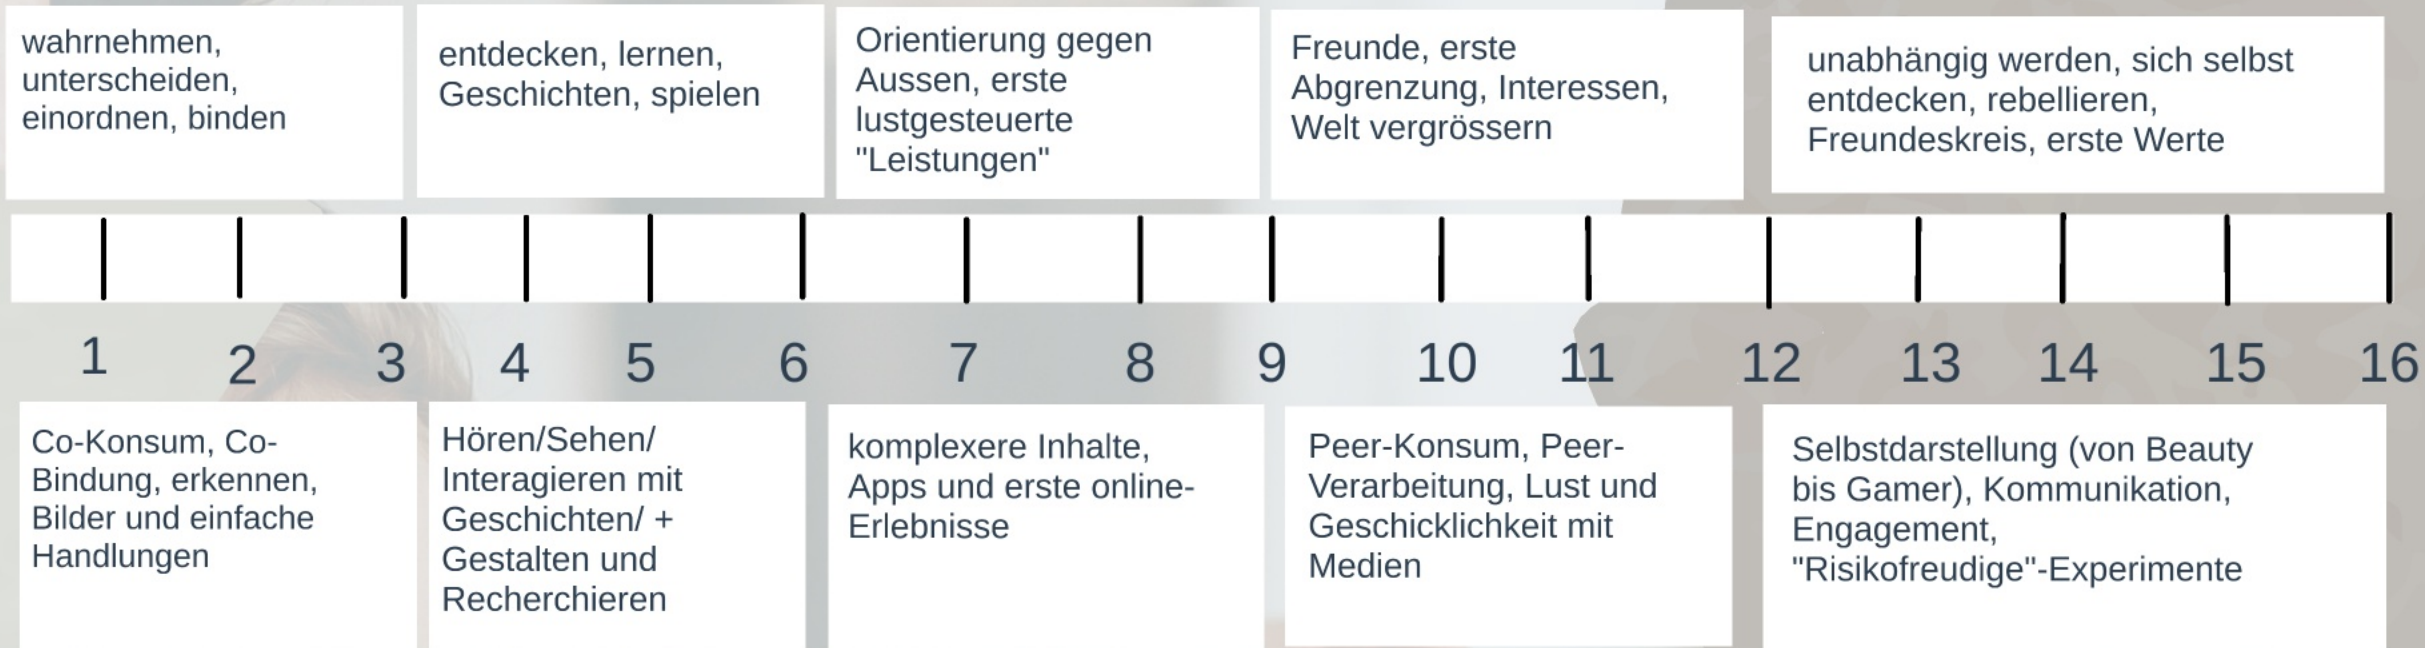 wahrnehmen,
unterscheiden,
einordnen, binden
entdecken, lernen,
Geschichten, spielen
Orientierung gegen
Aussen, erste
lustgesteuerte
"Leistungen"
Freunde, erste
Abgrenzung, Interessen,
Welt vergrössern
unabhängig werden, sich selbst
entdecken, rebellieren,
Freundeskreis, erste Werte
1 2 3 4 5 6 7 8 9 10 11 12 13 14 15 16
Co-Konsum, Co-
Bindung, erkennen,
Bilder und einfache
Handlungen
Hören/Sehen/
Interagieren mit
Geschichten/ +
Gestalten und
Recherchieren
komplexere Inhalte,
Apps und erste online-
Erlebnisse
Peer-Konsum, Peer-
Verarbeitung, Lust und
Geschicklichkeit mit
Medien
Selbstdarstellung (von Beauty
bis Gamer), Kommunikation,
Engagement,
"Risikofreudige"-Experimente